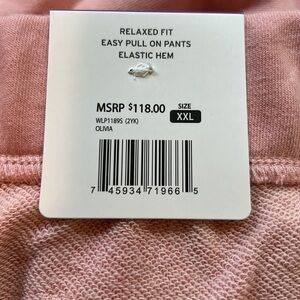 RELAXED FIT
EASY PULL ON PANTS
ELASTIC HEM
MSRP $118.00
SIZE
XXL
WLP1189S (2YK)
OLIVIA
7 45934 71966 5